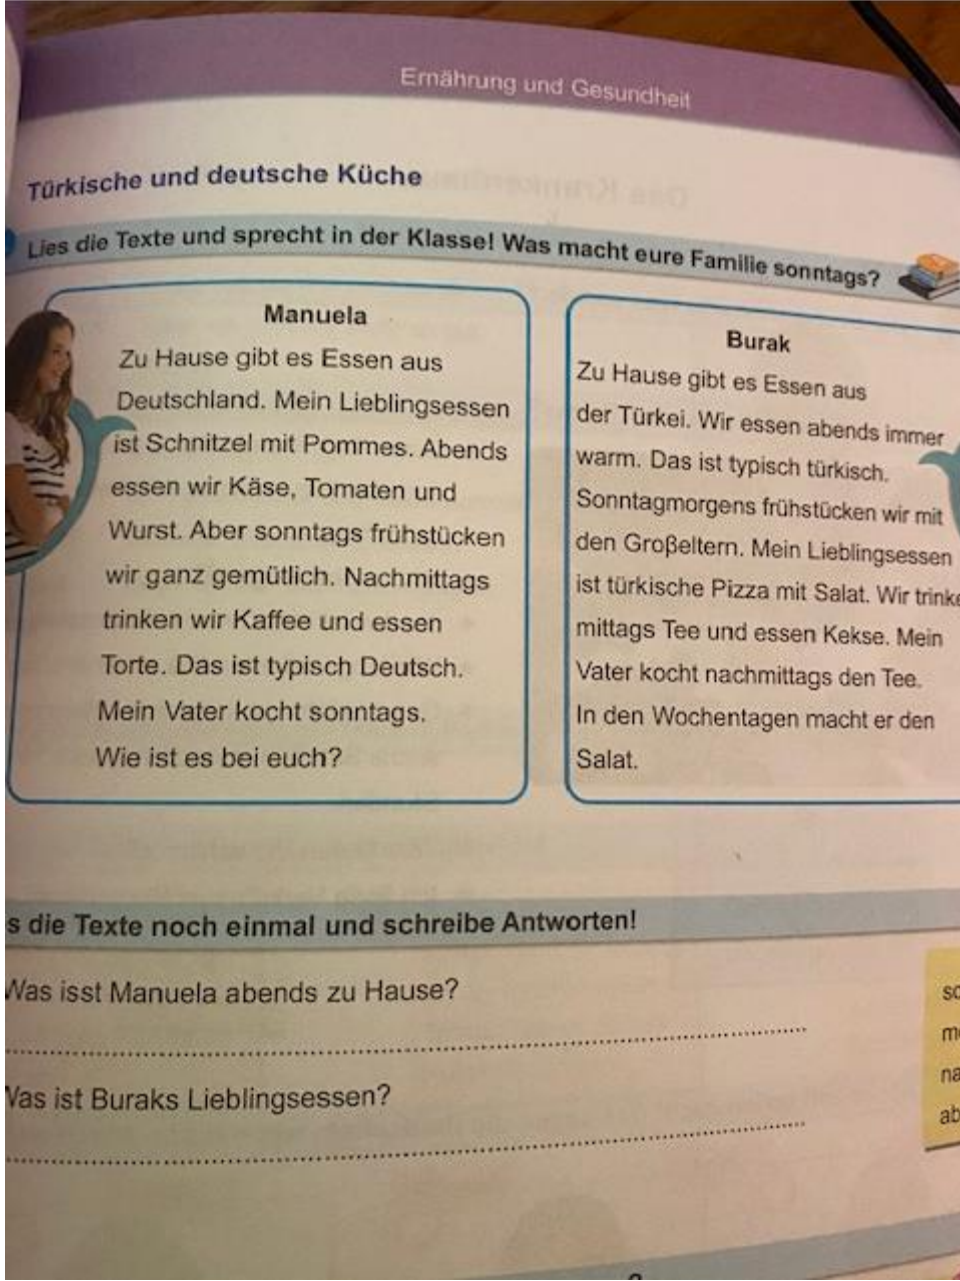 Ernährung und Gesundheit
Türkische und deutsche Küche
Lies die Texte und sprecht in der Klasse! Was macht eure Familie sonntags?
Manuela
Zu Hause gibt es Essen aus
Deutschland. Mein Lieblingsessen
ist Schnitzel mit Pommes. Abends
essen wir Käse, Tomaten und
Wurst. Aber sonntags frühstücken
wir ganz gemütlich. Nachmittags
trinken wir Kaffee und essen
Torte. Das ist typisch Deutsch.
Mein Vater kocht sonntags.
Wie ist es bei euch?
Burak
Zu Hause gibt es Essen aus
der Türkei. Wir essen abends immer
warm. Das ist typisch türkisch.
Sonntagmorgens frühstücken wir mit
den Großeltern. Mein Lieblingsessen
ist türkische Pizza mit Salat. Wir trinke
mittags Tee und essen Kekse. Mein
Vater kocht nachmittags den Tee.
In den Wochentagen macht er den
Salat.
s die Texte noch einmal und schreibe Antworten!
Was isst Manuela abends zu Hause?
Was ist Buraks Lieblingsessen?
so
na
ab